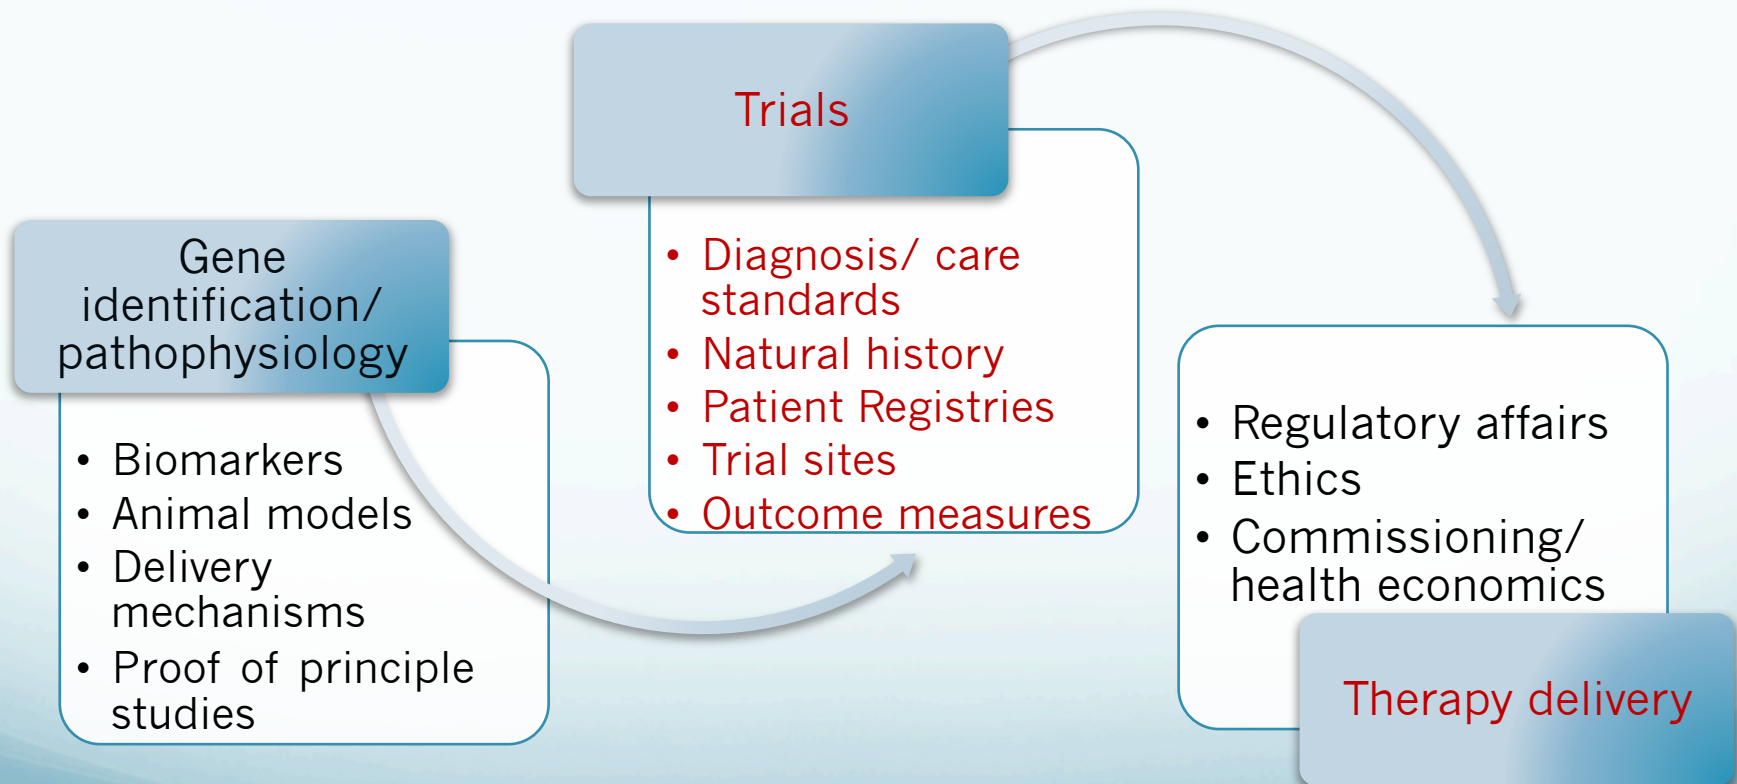 Gene
identification/
pathophysiology
• Biomarkers
• Animal models
• Delivery
mechanisms
• Proof of principle
studies
Trials
• Diagnosis/ care
standards
• Natural history
• Patient Registries
• Trial sites
• Outcome measures
• Regulatory affairs
• Ethics
• Commissioning/
health economics
Therapy delivery